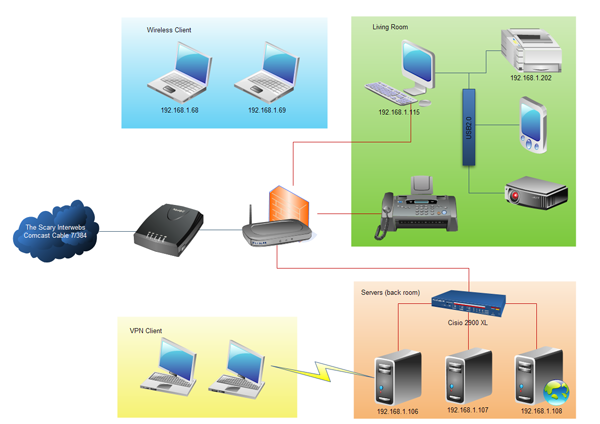 Wireless Client
192.168.1.68
192.168.1.69
Living Room
192.168.1.115
192.168.1.202
USB2.0
The Scary Interwebs
Comcast Cable 7/384
Servers (back room)
Cisio 2900 XL
192.168.1.106
192.168.1.107
192.168.1.108
VPN Client